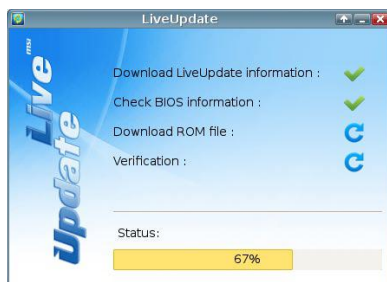 LiveUpdate
msi
Live Update
Download LiveUpdate information :
Check BIOS information :
Download ROM file :
Verification :
Status:
67%